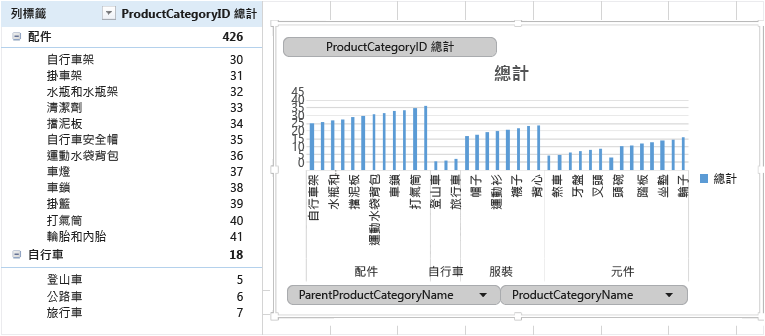 列標籤 ProductCategoryID 總計
配件 426
自行車架 30
掛車架 31
水瓶和水瓶架 32
清潔劑 33
擋泥板 34
自行車安全帽 35
運動水袋背包 36
車燈 37
車鎖 38
掛籃 39
打氣筒 40
輪胎和內胎 41
自行車 18
登山車 5
公路車 6
旅行車 7
ProductCategoryID 總計
總計
45
40
35
30
25
20
15
10
5
0
自行車架
水瓶和
擋泥板
運動水袋背包
車鎖
打氣筒
登山車
旅行車
帽子
運動衫
襪子
背心
煞車
牙盤
叉頭
頭碗
踏板
坐墊
輪子
配件 自行車 服裝 元件
總計
ParentProductCategoryName ProductCategoryName